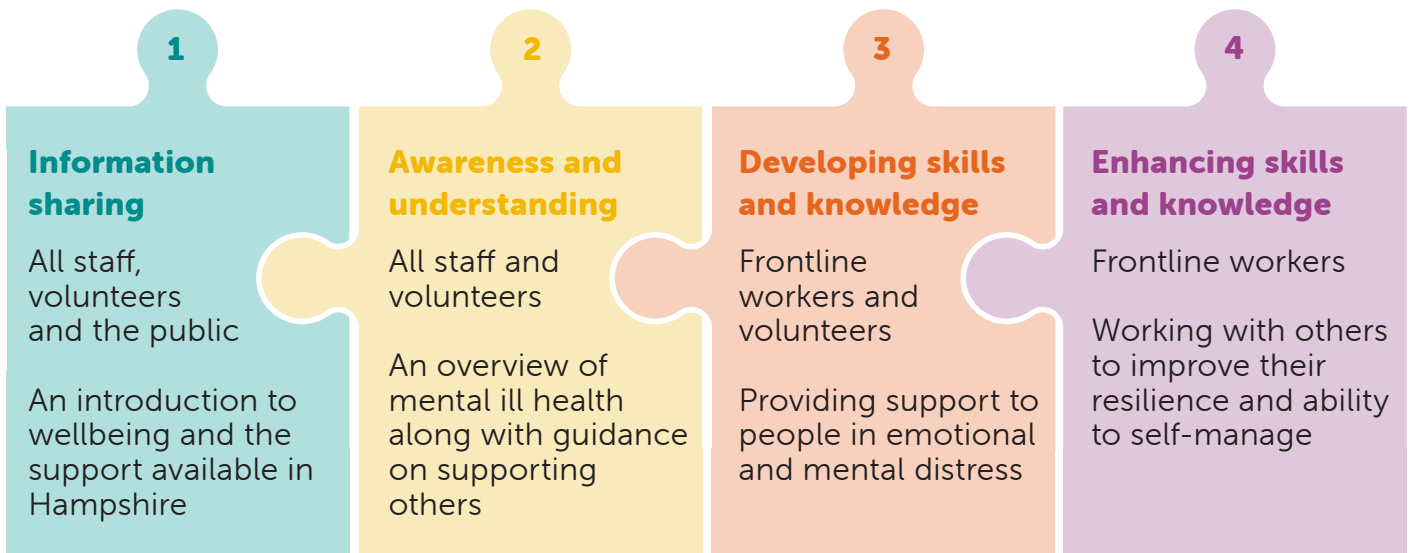 1
Information
sharing
All staff,
volunteers
and the public
An introduction to
wellbeing and the
support available in
Hampshire
2
Awareness and
understanding
All staff and
volunteers
An overview of
mental ill health
along with guidance
on supporting
others
3
Developing skills
and knowledge
Frontline
workers and
volunteers
Providing support to
people in emotional
and mental distress
4
Enhancing skills
and knowledge
Frontline workers
Working with others
to improve their
resilience and ability
to self-manage